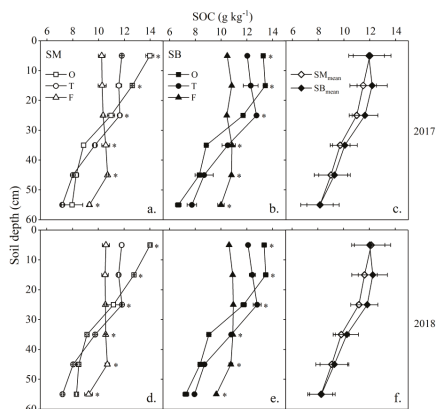 SOC (g kg⁻¹)
6 8 10 12 14 6 8 10 12 14 6 8 10 12 14
0
10
20
30
40
50
60
SM
O
T
F
*
*
*
*
*
*
a.
SB
O
T
F
*
*
*
*
*
*
b.
SMmean
SBmean
c.
2017
Soil depth (cm)
0
10
20
30
40
50
60
*
*
*
*
*
*
d.
*
*
*
*
*
*
e.
f.
2018